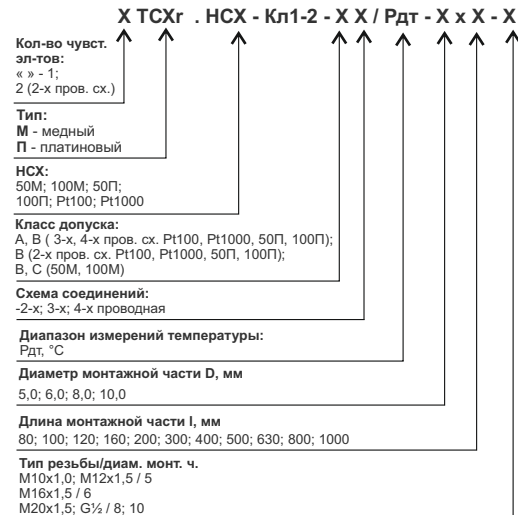 Х ТСХr . НСХ - Кл1-2 - Х Х / Рдт - Х х Х - Х
Кол-во чувст.
эл-тов:
« » - 1;
2 (2-х пров. сх.)
Тип:
М - медный
П - платиновый
НСХ:
50М; 100М; 50П;
100П; Pt100; Pt1000
Класс допуска:
А, В ( 3-х, 4-х пров. сх. Pt100, Pt1000, 50П, 100П);
В (2-х пров. сх. Pt100, Pt1000, 50П, 100П);
В, С (50М, 100М)
Схема соединений:
-2-х; 3-х; 4-х проводная
Диапазон измерений температуры:
Рдт, °С
Диаметр монтажной части D, мм
5,0; 6,0; 8,0; 10,0
Длина монтажной части l, мм
80; 100; 120; 160; 200; 300; 400; 500; 630; 800; 1000
Тип резьбы/диам. монт. ч.
М10х1,0; М12х1,5 / 5
М16х1,5 / 6
М20х1,5; G½ / 8; 10